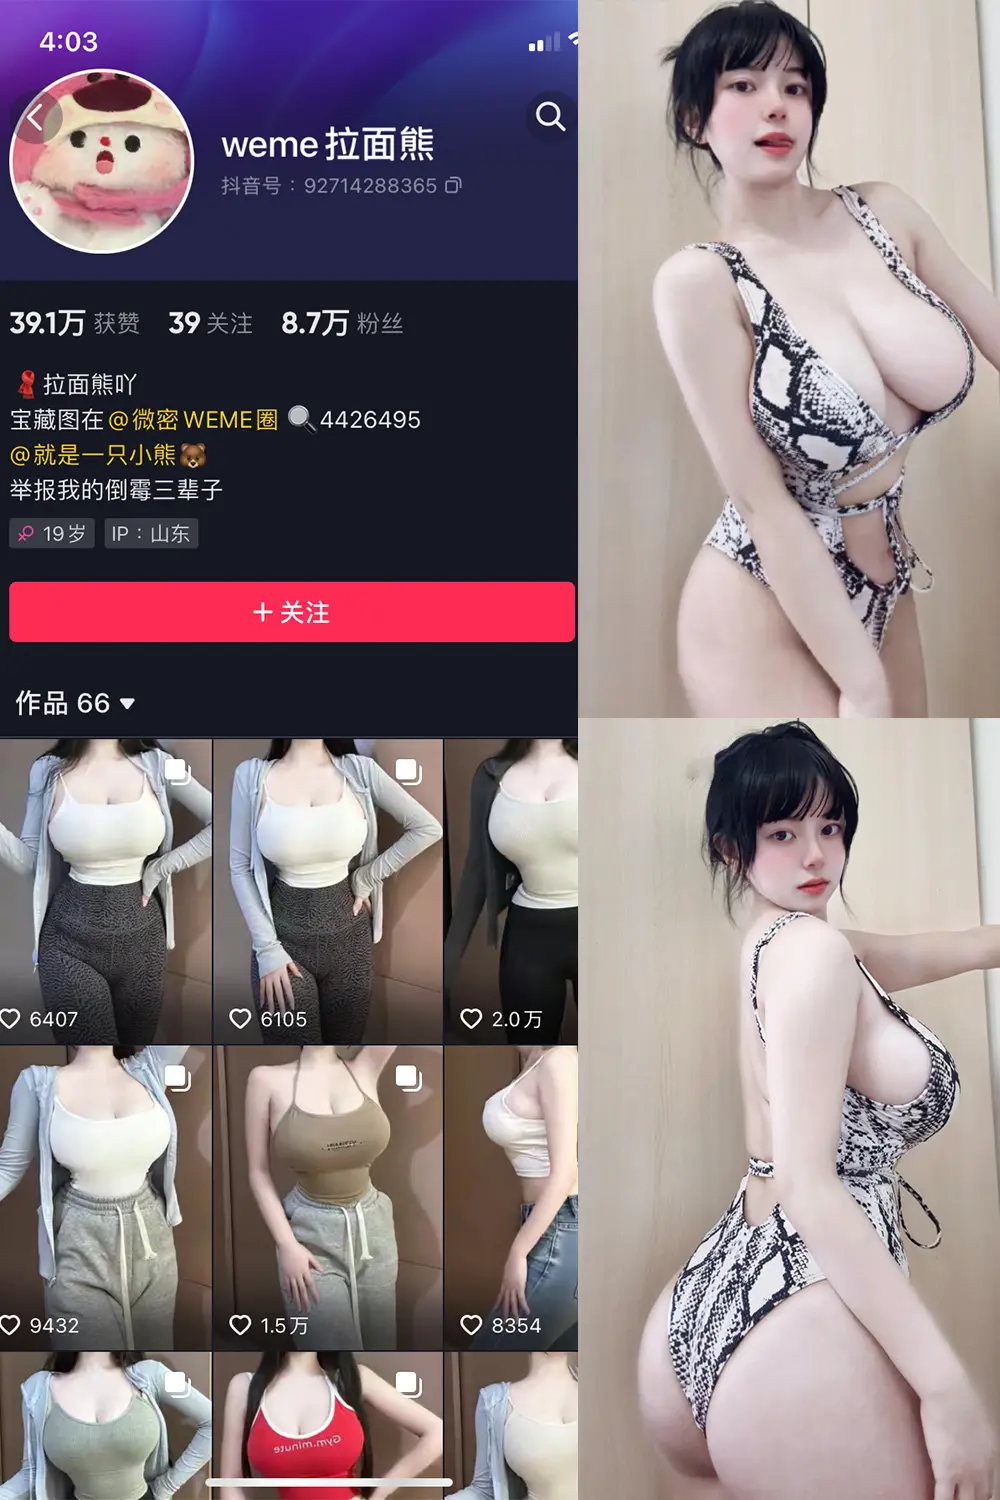 4:03
weme拉面熊
抖音号：92714288365
39.1万 获赞 39 关注 8.7万 粉丝
拉面熊吖
宝藏图在@微密WEME圈 🔍4426495
@就是一只小熊🐻
举报我的倒霉三辈子
19岁 IP：山东
+ 关注
作品 66
6407 6105 2.0万
9432 1.5万 8354
Gym.minute